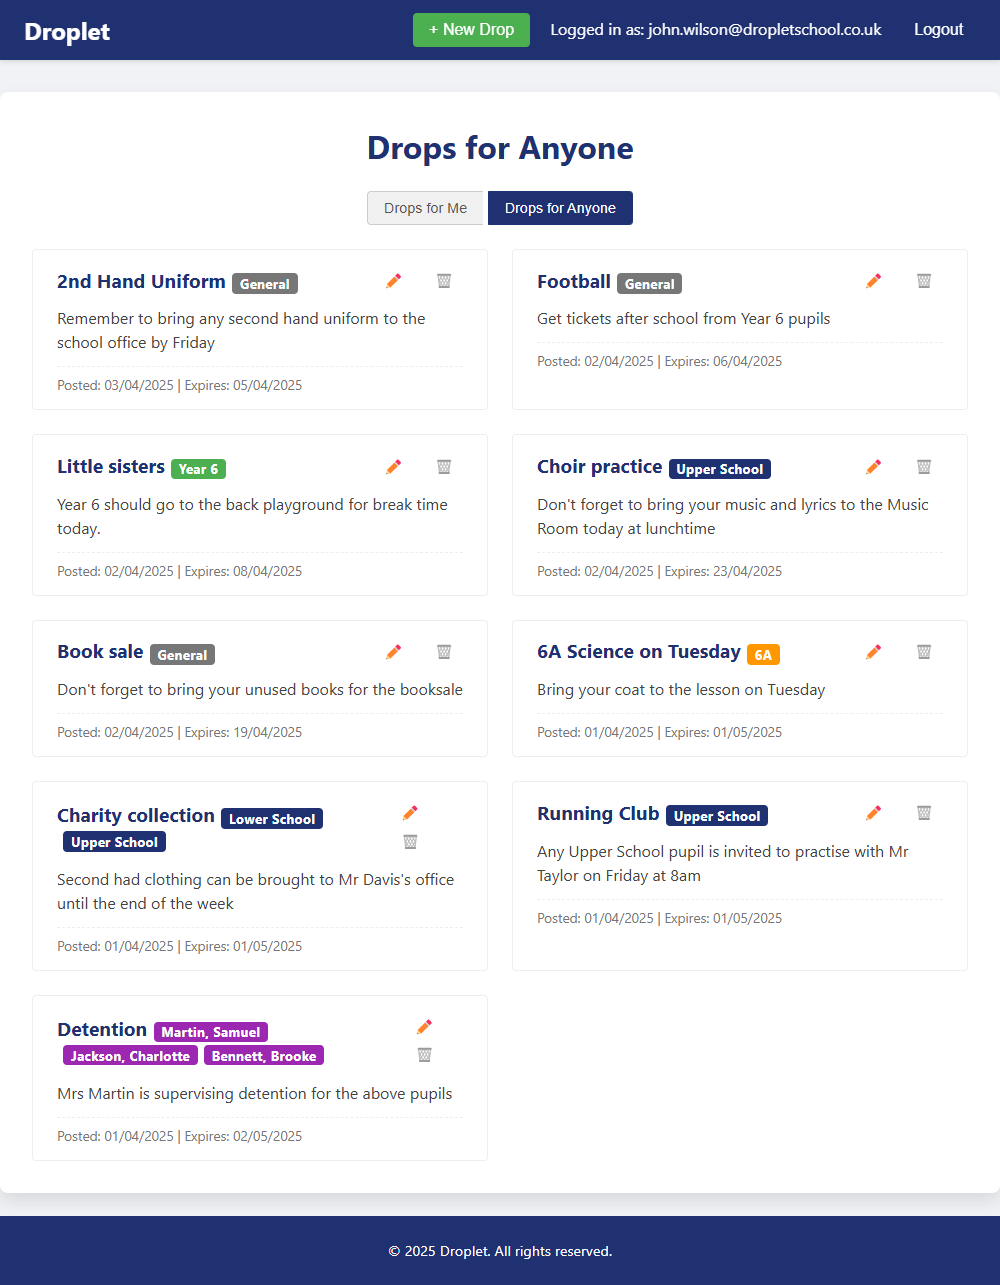 Droplet
+ New Drop
Logged in as: john.wilson@dropletschool.co.uk
Logout
Drops for Anyone
Drops for Me
Drops for Anyone
2nd Hand Uniform General
Remember to bring any second hand uniform to the
school office by Friday
Posted: 03/04/2025 | Expires: 05/04/2025
Football General
Get tickets after school from Year 6 pupils
Posted: 02/04/2025 | Expires: 06/04/2025
Little sisters Year 6
Year 6 should go to the back playground for break time
today.
Posted: 02/04/2025 | Expires: 08/04/2025
Choir practice Upper School
Don't forget to bring your music and lyrics to the Music
Room today at lunchtime
Posted: 02/04/2025 | Expires: 23/04/2025
Book sale General
Don't forget to bring your unused books for the booksale
Posted: 02/04/2025 | Expires: 19/04/2025
6A Science on Tuesday 6A
Bring your coat to the lesson on Tuesday
Posted: 01/04/2025 | Expires: 01/05/2025
Charity collection Lower School
Upper School
Second had clothing can be brought to Mr Davis's office
until the end of the week
Posted: 01/04/2025 | Expires: 01/05/2025
Running Club Upper School
Any Upper School pupil is invited to practise with Mr
Taylor on Friday at 8am
Posted: 01/04/2025 | Expires: 01/05/2025
Detention Martin, Samuel
Jackson, Charlotte Bennett, Brooke
Mrs Martin is supervising detention for the above pupils
Posted: 01/04/2025 | Expires: 02/05/2025
© 2025 Droplet. All rights reserved.